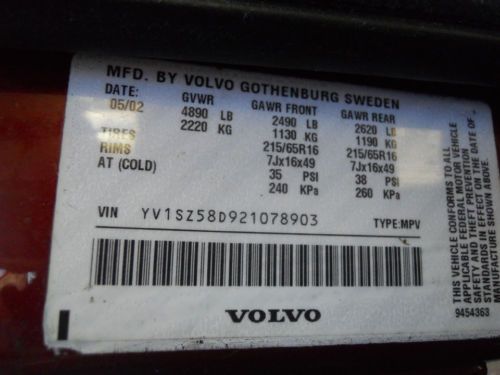 MFD. BY VOLVO GOTHENBURG SWEDEN
DATE: GVWR GAWR FRONT GAWR REAR
05/02 4890 LB 2490 LB 2620 LB
2220 KG 1130 KG 1190 KG
TIRES 215/65R16 215/65R16
RIMS 7Jx16x49 7Jx16x49
AT (COLD) 35 PSI 38 PSI
240 KPa 260 KPa
VIN YV1SZ58D921078903 TYPE:MPV
VOLVO
THIS VEHICLE CONFORMS TO ALL
APPLICABLE FEDERAL MOTOR VEHICLE
SAFETY AND THEFT PREVENTION
STANDARDS IN EFFECT ON THE DATE OF
MANUFACTURE SHOWN ABOVE.
9454363